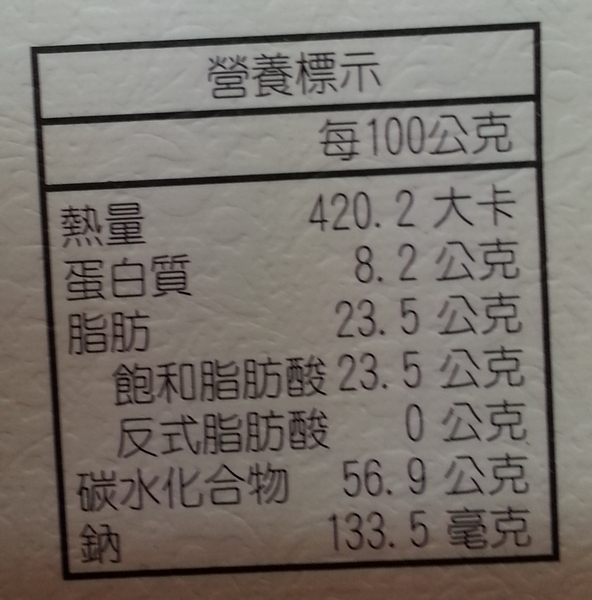 營養標示
每100公克
熱量 420.2 大卡
蛋白質 8.2 公克
脂肪 23.5 公克
飽和脂肪酸 23.5 公克
反式脂肪酸 0 公克
碳水化合物 56.9 公克
鈉 133.5 毫克